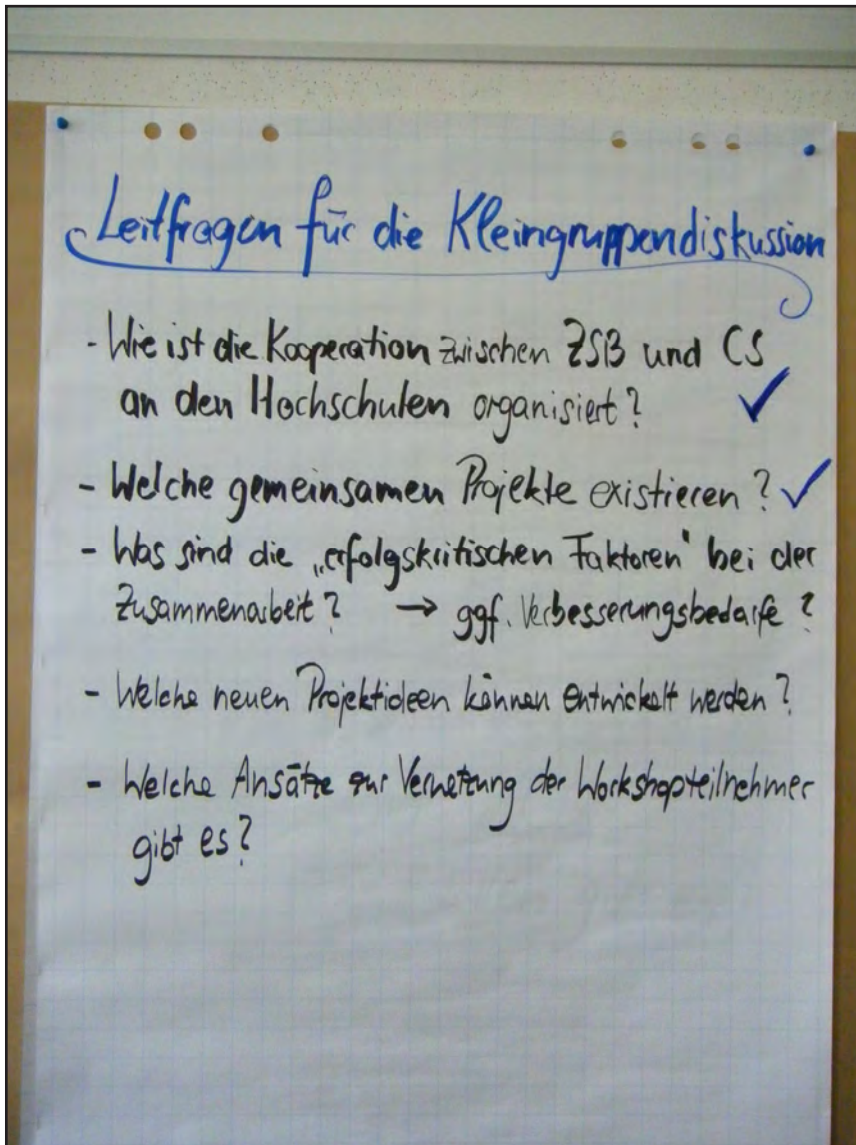 Leitfragen für die Kleingruppendiskussion
- Wie ist die Kooperation zwischen ZSB und CS
an den Hochschulen organisiert? ✓
- Welche gemeinsamen Projekte existieren? ✓
- Was sind die „erfolgskritischen Faktoren" bei der
Zusammenarbeit? → ggf. Verbesserungsbedarfe?
- Welche neuen Projektideen können entwickelt werden?
- Welche Ansätze zur Vernetzung der Workshopteilnehmer
gibt es?